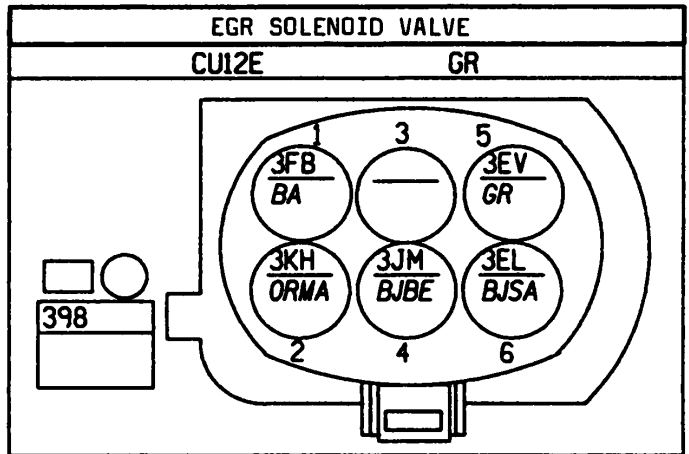 EGR SOLENOID VALVE
CU12E GR
1 3 5
3FB 3EV
BA GR
3KH 3JM 3EL
ORMA BJBE BJSA
398
2 4 6